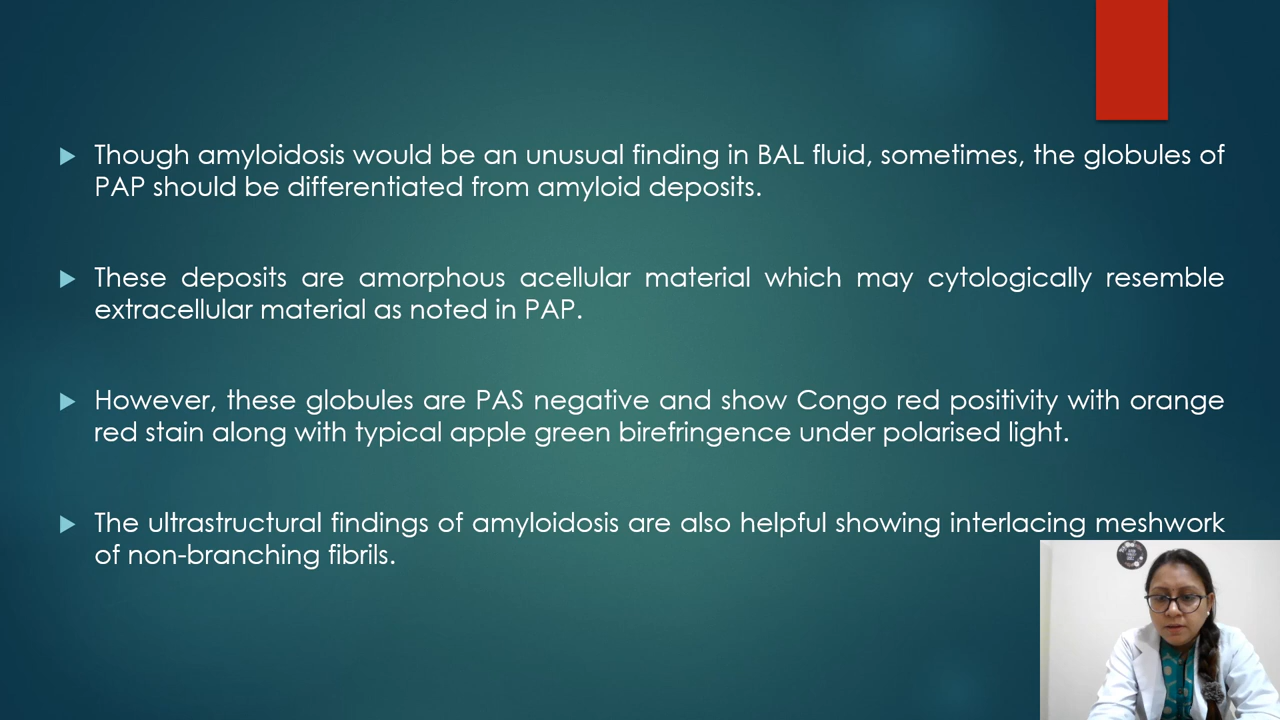 Though amyloidosis would be an unusual finding in BAL fluid, sometimes, the globules of
PAP should be differentiated from amyloid deposits.
These deposits are amorphous acellular material which may cytologically resemble
extracellular material as noted in PAP.
However, these globules are PAS negative and show Congo red positivity with orange
red stain along with typical apple green birefringence under polarised light.
The ultrastructural findings of amyloidosis are also helpful showing interlacing meshwork
of non-branching fibrils.